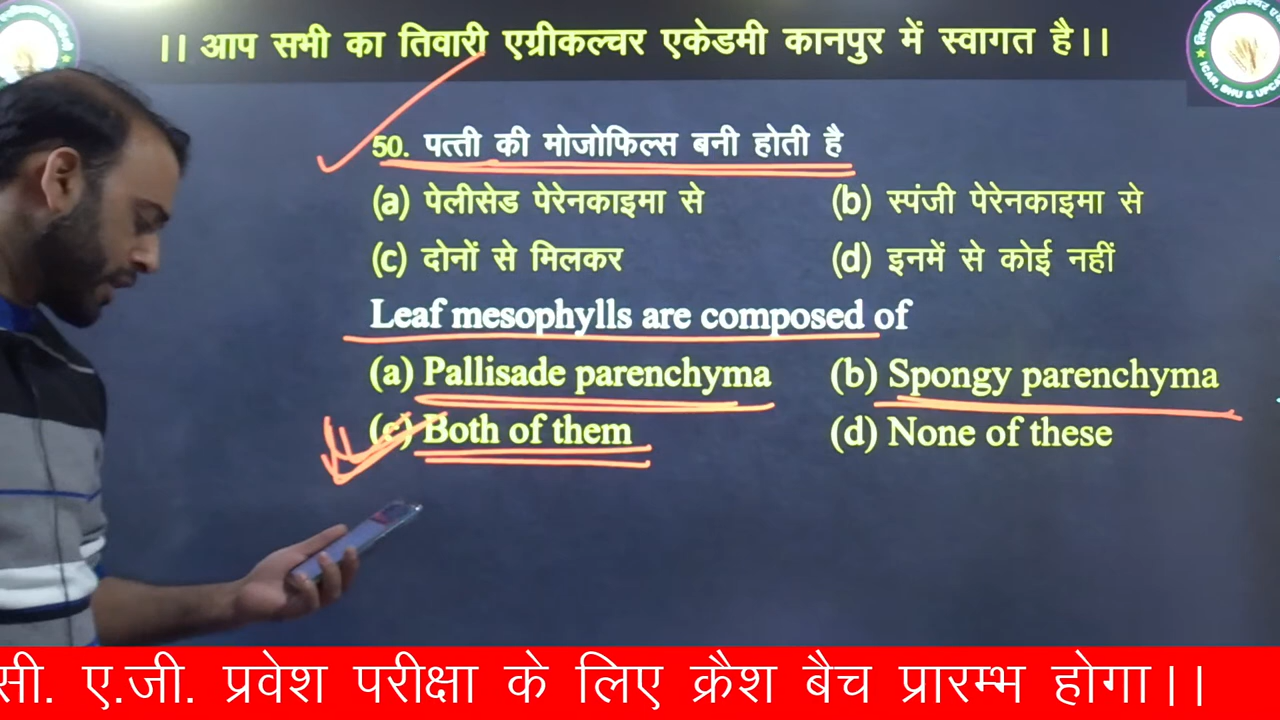 ।। आप सभी का तिवारी एग्रीकल्चर एकेडमी कानपुर में स्वागत है।।
50. पत्ती की मोजोफिल्स बनी होती है
(a) पेलीसेड पेरेनकाइमा से (b) स्पंजी पेरेनकाइमा से
(c) दोनों से मिलकर (d) इनमें से कोई नहीं
Leaf mesophylls are composed of
(a) Pallisade parenchyma (b) Spongy parenchyma
(c) Both of them (d) None of these
सी. ए.जी. प्रवेश परीक्षा के लिए क्रैश बैच प्रारम्भ होगा।।